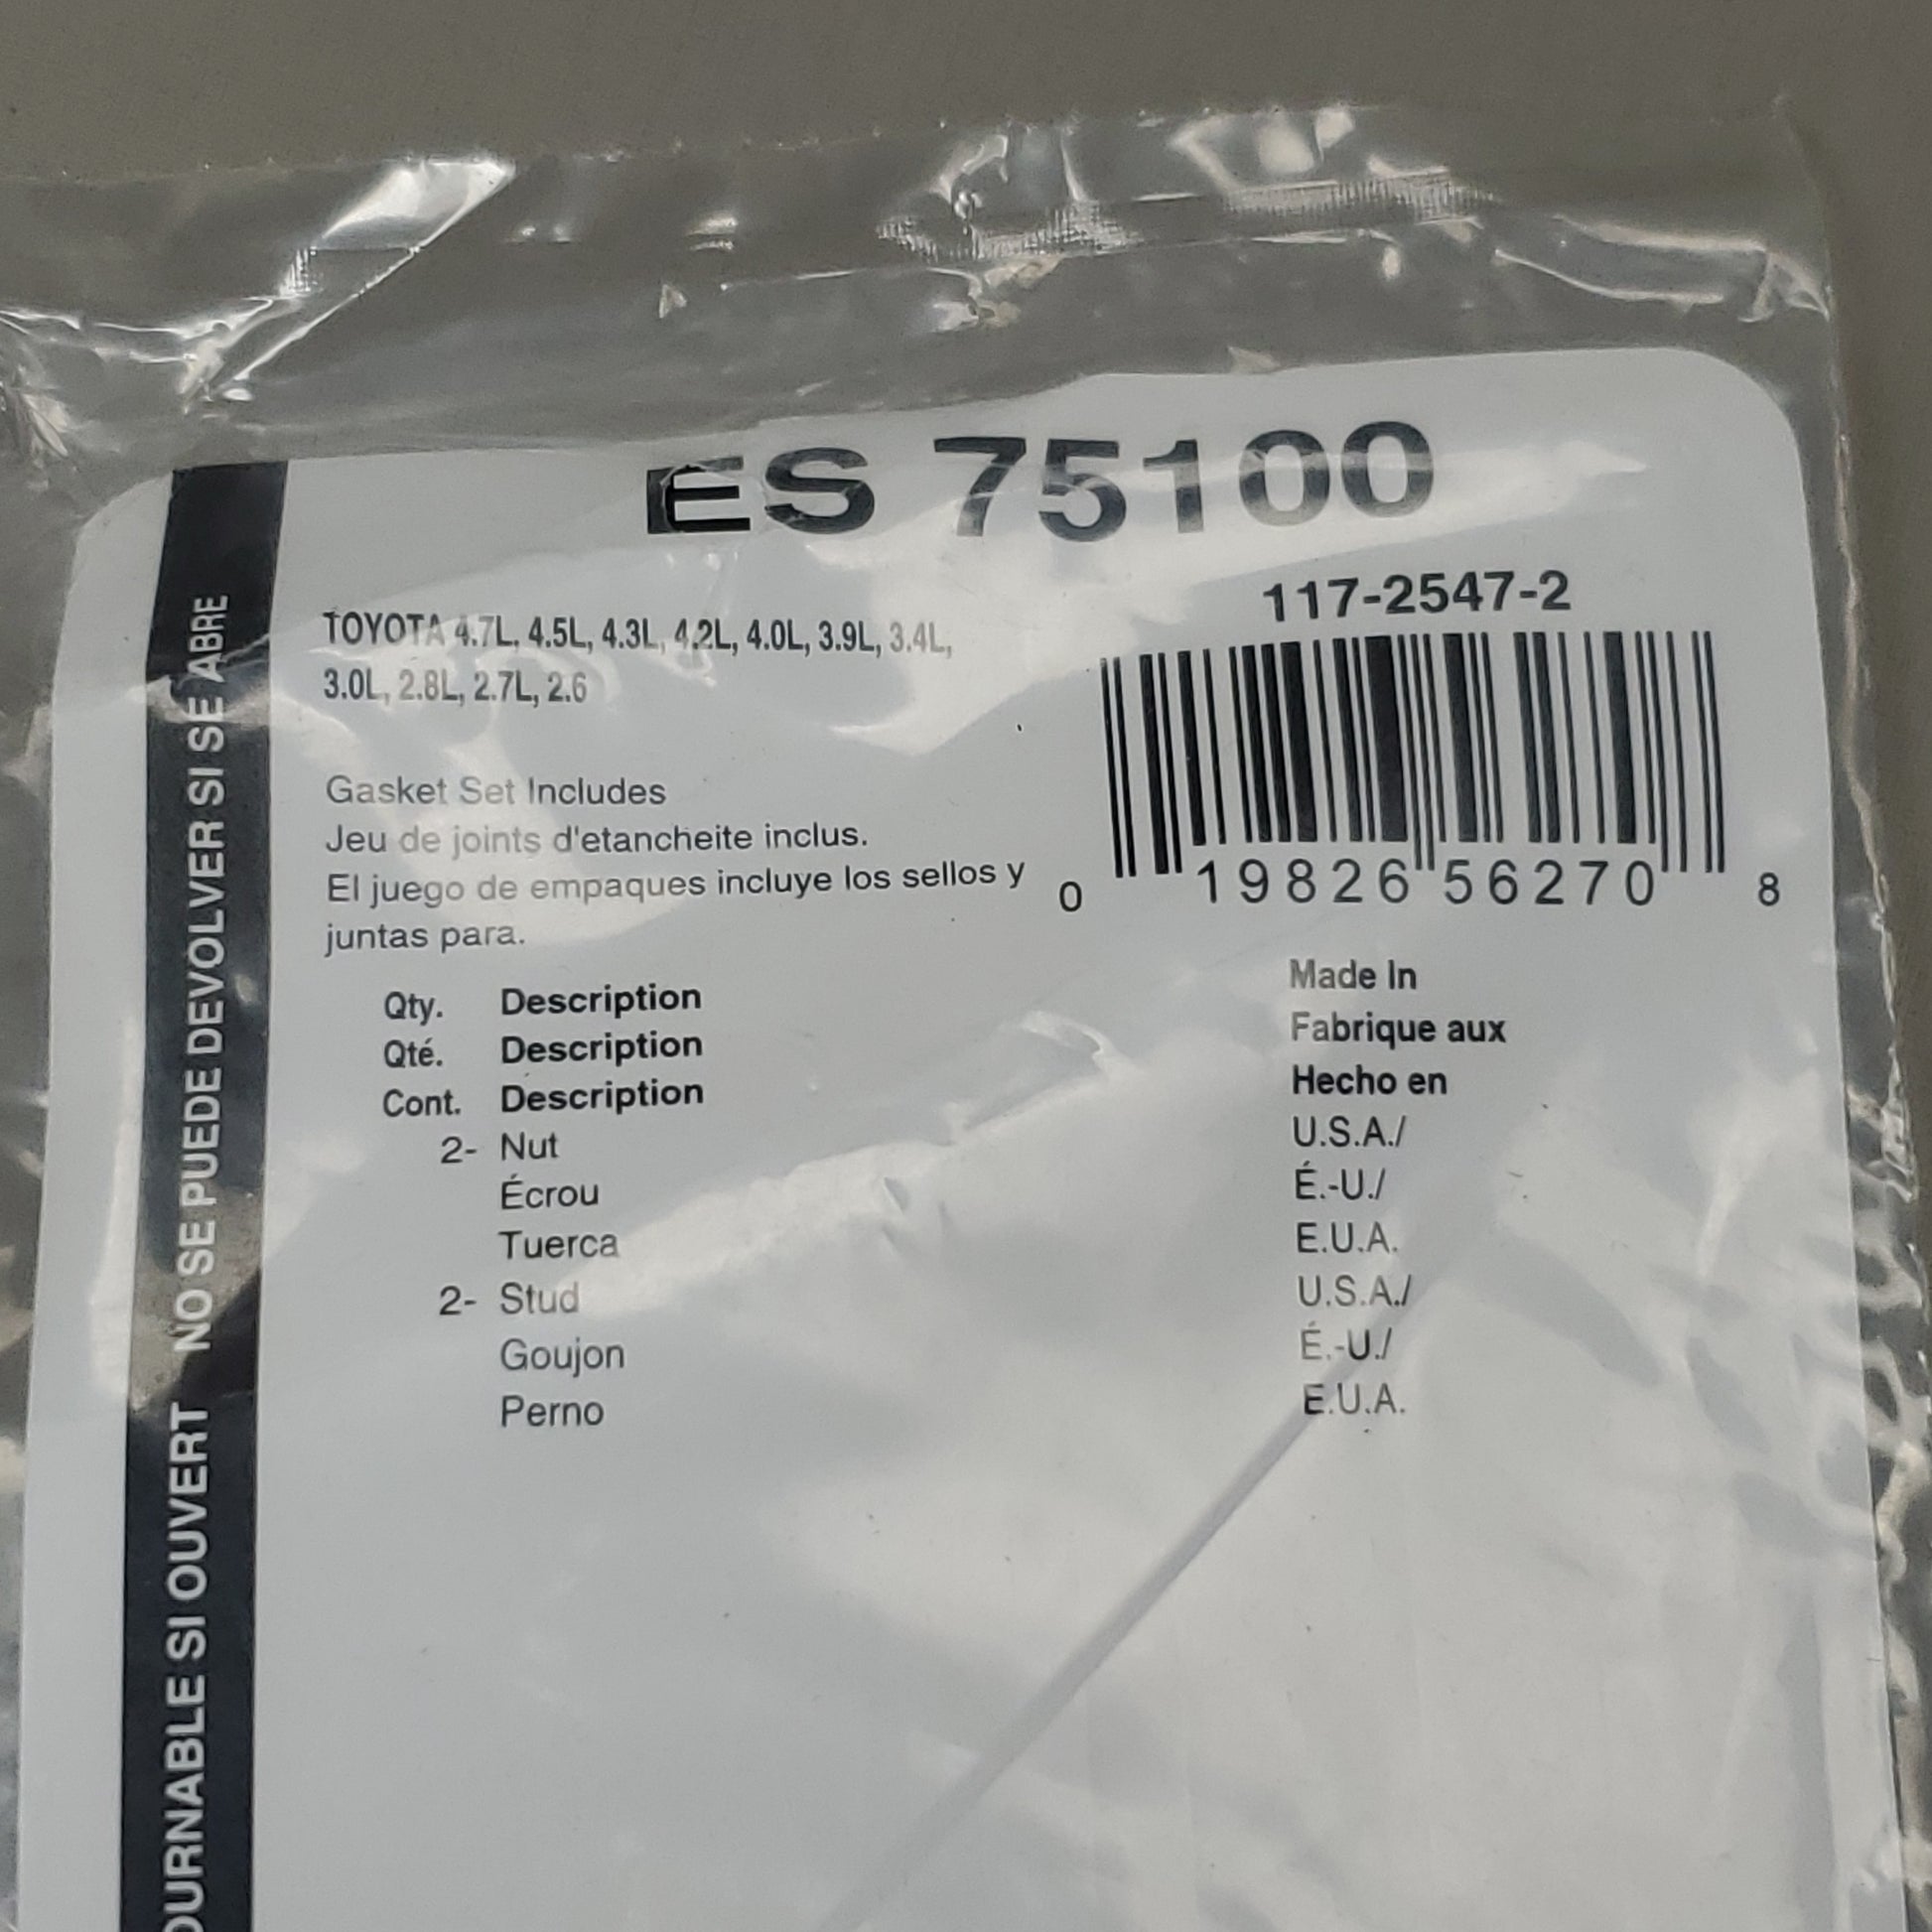 ES 75100
117-2547-2
TOYOTA 4.7L, 4.5L, 4.3L, 4.2L, 4.0L, 3.9L, 3.4L,
3.0L, 2.8L, 2.7L, 2.6
0 19826 56270 8
Gasket Set Includes
Jeu de joints d'etancheite inclus.
El juego de empaques incluye los sellos y
juntas para.
Qty. Description Made In
Qté. Description Fabrique aux
Cont. Description Hecho en
2- Nut U.S.A./
Écrou É.-U./
Tuerca E.U.A.
2- Stud U.S.A./
Goujon É.-U./
Perno E.U.A.
OURNABLE SI OUVERT NO SE PUEDE DEVOLVER SI SE ABRE